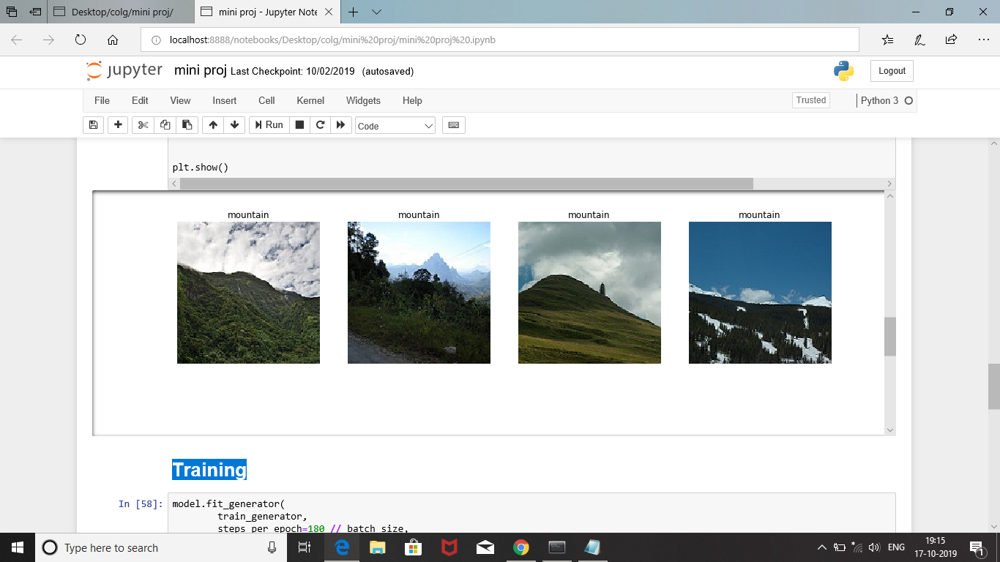 Desktop/colg/mini proj/
mini proj - Jupyter Note
localhost:8888/notebooks/Desktop/colg/mini%20proj/mini%20proj%20.ipynb
jupyter mini proj Last Checkpoint: 10/02/2019 (autosaved)
Logout
File Edit View Insert Cell Kernel Widgets Help
Trusted
Python 3
Run
Code
plt.show()
mountain mountain mountain mountain
Training
In [58]: model.fit_generator(
train_generator,
steps_per_epoch=180 // batch_size,
Type here to search
ENG
19:15
17-10-2019
1